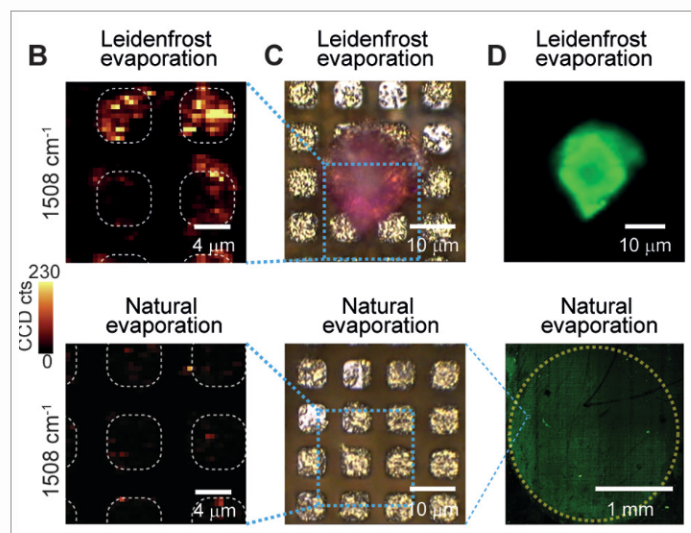 B
Leidenfrost
evaporation
1508 cm⁻¹
4 μm
C
Leidenfrost
evaporation
10 μm
D
Leidenfrost
evaporation
10 μm
230
CCD cts
0
Natural
evaporation
1508 cm⁻¹
4 μm
Natural
evaporation
10 μm
Natural
evaporation
1 mm